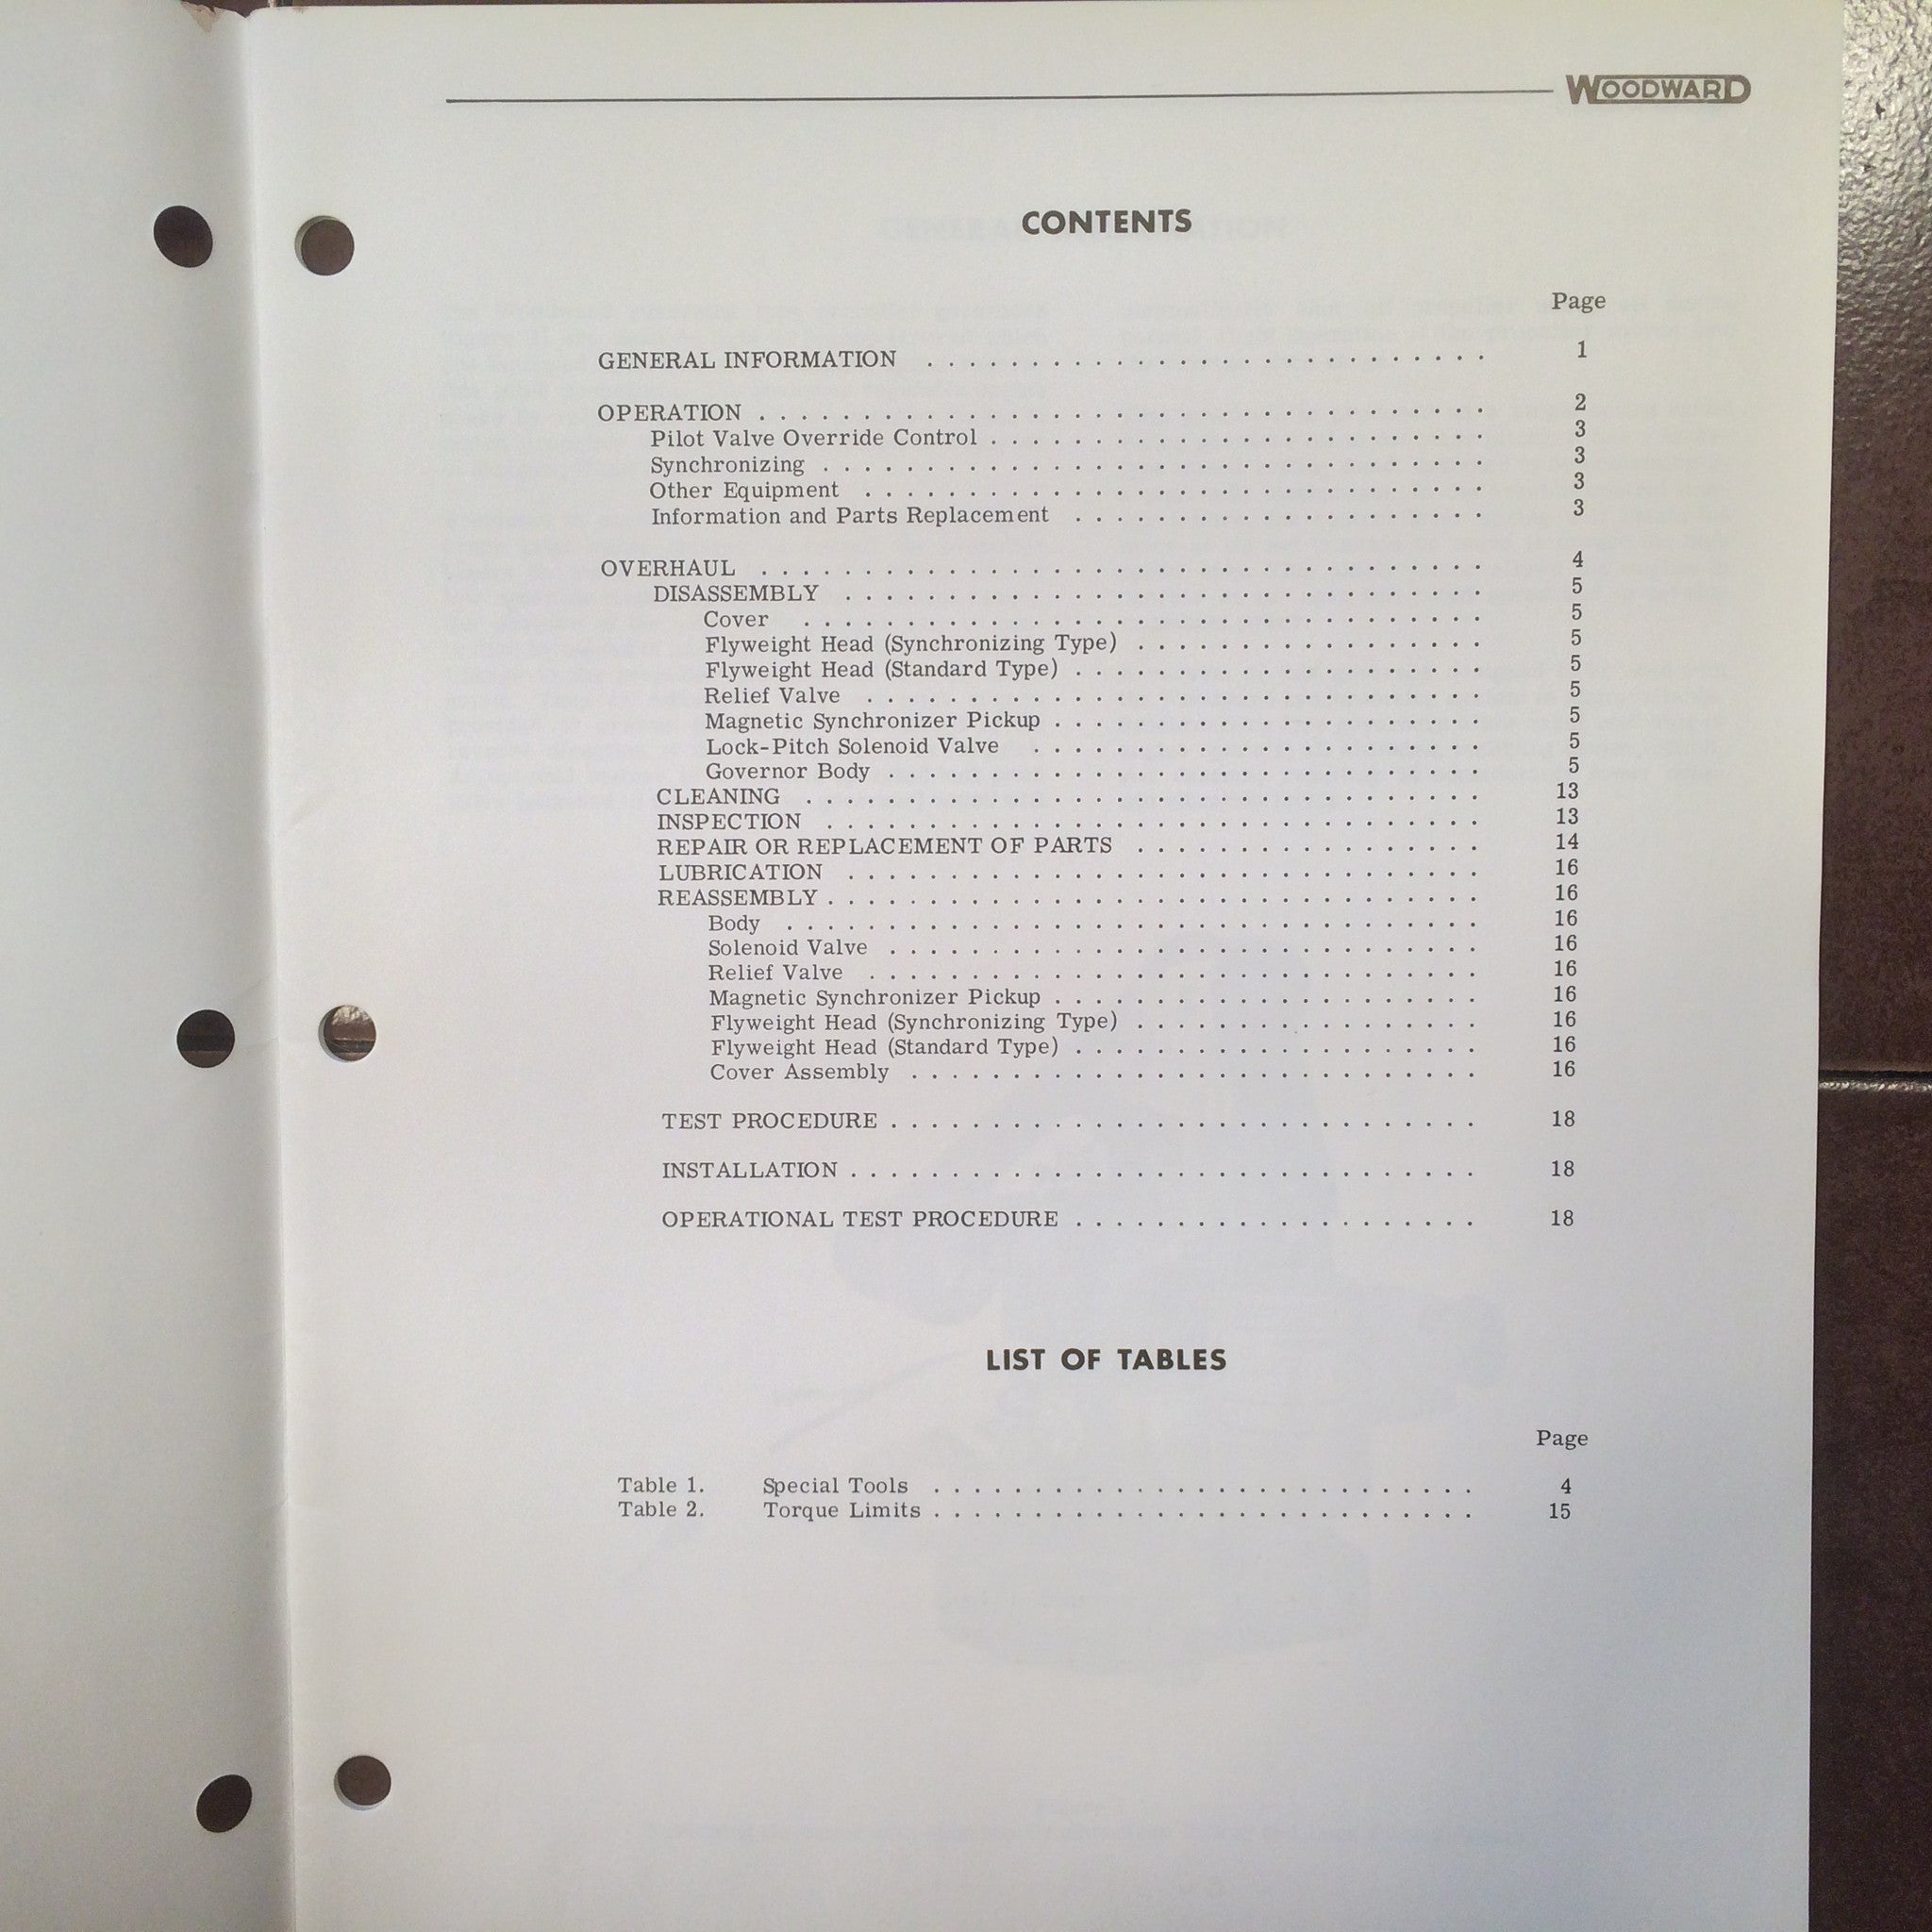 WOODWARD
CONTENTS
Page
GENERAL INFORMATION . . . . . . . . . . . . . . . . . . . . . . . . . . . 1
OPERATION . . . . . . . . . . . . . . . . . . . . . . . . . . . . . . . . . . . 2
Pilot Valve Override Control . . . . . . . . . . . . . . . . . . . . . . . . 3
Synchronizing . . . . . . . . . . . . . . . . . . . . . . . . . . . . . . . . 3
Other Equipment . . . . . . . . . . . . . . . . . . . . . . . . . . . . . . 3
Information and Parts Replacement . . . . . . . . . . . . . . . . . . . . 3
OVERHAUL . . . . . . . . . . . . . . . . . . . . . . . . . . . . . . . . . . . 4
DISASSEMBLY . . . . . . . . . . . . . . . . . . . . . . . . . . . . . . . 5
Cover . . . . . . . . . . . . . . . . . . . . . . . . . . . . . . . . . 5
Flyweight Head (Synchronizing Type) . . . . . . . . . . . . . . . . . 5
Flyweight Head (Standard Type) . . . . . . . . . . . . . . . . . . . . 5
Relief Valve . . . . . . . . . . . . . . . . . . . . . . . . . . . . . . 5
Magnetic Synchronizer Pickup . . . . . . . . . . . . . . . . . . . . . 5
Lock-Pitch Solenoid Valve . . . . . . . . . . . . . . . . . . . . . . 5
Governor Body . . . . . . . . . . . . . . . . . . . . . . . . . . . . . 5
CLEANING . . . . . . . . . . . . . . . . . . . . . . . . . . . . . . . . . 13
INSPECTION . . . . . . . . . . . . . . . . . . . . . . . . . . . . . . . . 13
REPAIR OR REPLACEMENT OF PARTS . . . . . . . . . . . . . . . . . 14
LUBRICATION . . . . . . . . . . . . . . . . . . . . . . . . . . . . . . . 16
REASSEMBLY . . . . . . . . . . . . . . . . . . . . . . . . . . . . . . . . 16
Body . . . . . . . . . . . . . . . . . . . . . . . . . . . . . . . . . . 16
Solenoid Valve . . . . . . . . . . . . . . . . . . . . . . . . . . . . . 16
Relief Valve . . . . . . . . . . . . . . . . . . . . . . . . . . . . . . 16
Magnetic Synchronizer Pickup . . . . . . . . . . . . . . . . . . . . . 16
Flyweight Head (Synchronizing Type) . . . . . . . . . . . . . . . . . 16
Flyweight Head (Standard Type) . . . . . . . . . . . . . . . . . . . . 16
Cover Assembly . . . . . . . . . . . . . . . . . . . . . . . . . . . . 16
TEST PROCEDURE . . . . . . . . . . . . . . . . . . . . . . . . . . . . . 18
INSTALLATION . . . . . . . . . . . . . . . . . . . . . . . . . . . . . . . 18
OPERATIONAL TEST PROCEDURE . . . . . . . . . . . . . . . . . . . . 18
LIST OF TABLES
Page
Table 1. Special Tools . . . . . . . . . . . . . . . . . . . . . . . . . . . 4
Table 2. Torque Limits . . . . . . . . . . . . . . . . . . . . . . . . . . . 15